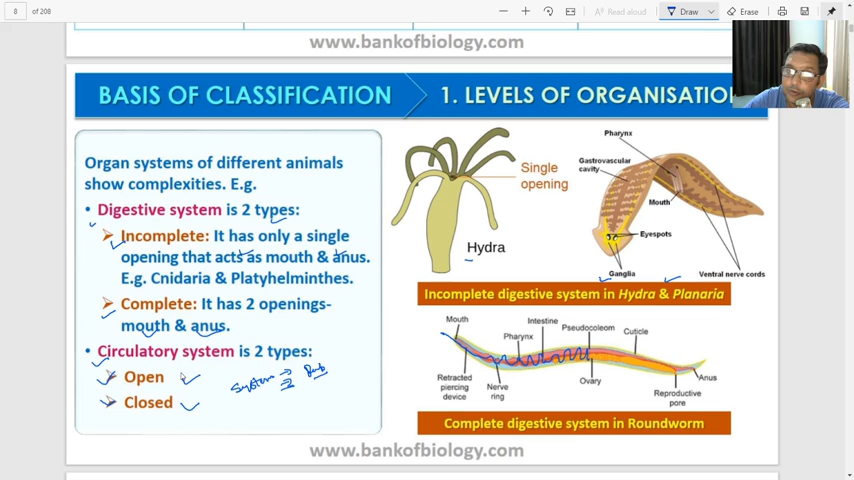 8 of 208
Read aloud
Draw
Erase
www.bankofbiology.com
BASIS OF CLASSIFICATION
1. LEVELS OF ORGANISATIO
Organ systems of different animals
show complexities. E.g.
• Digestive system is 2 types:
Incomplete: It has only a single
opening that acts as mouth & anus.
E.g. Cnidaria & Platyhelminthes.
Complete: It has 2 openings-
mouth & anus.
• Circulatory system is 2 types:
Open
Closed
System
Single
opening
Hydra
Pharynx
Gastrovascular
cavity
Mouth
Eyespots
Ganglia
Ventral nerve cords
Incomplete digestive system in Hydra & Planaria
Mouth
Pharynx
Intestine
Pseudocoleom
Cuticle
Retracted
piercing
device
Nerve
ring
Ovary
Reproductive
pore
Anus
Complete digestive system in Roundworm
www.bankofbiology.com